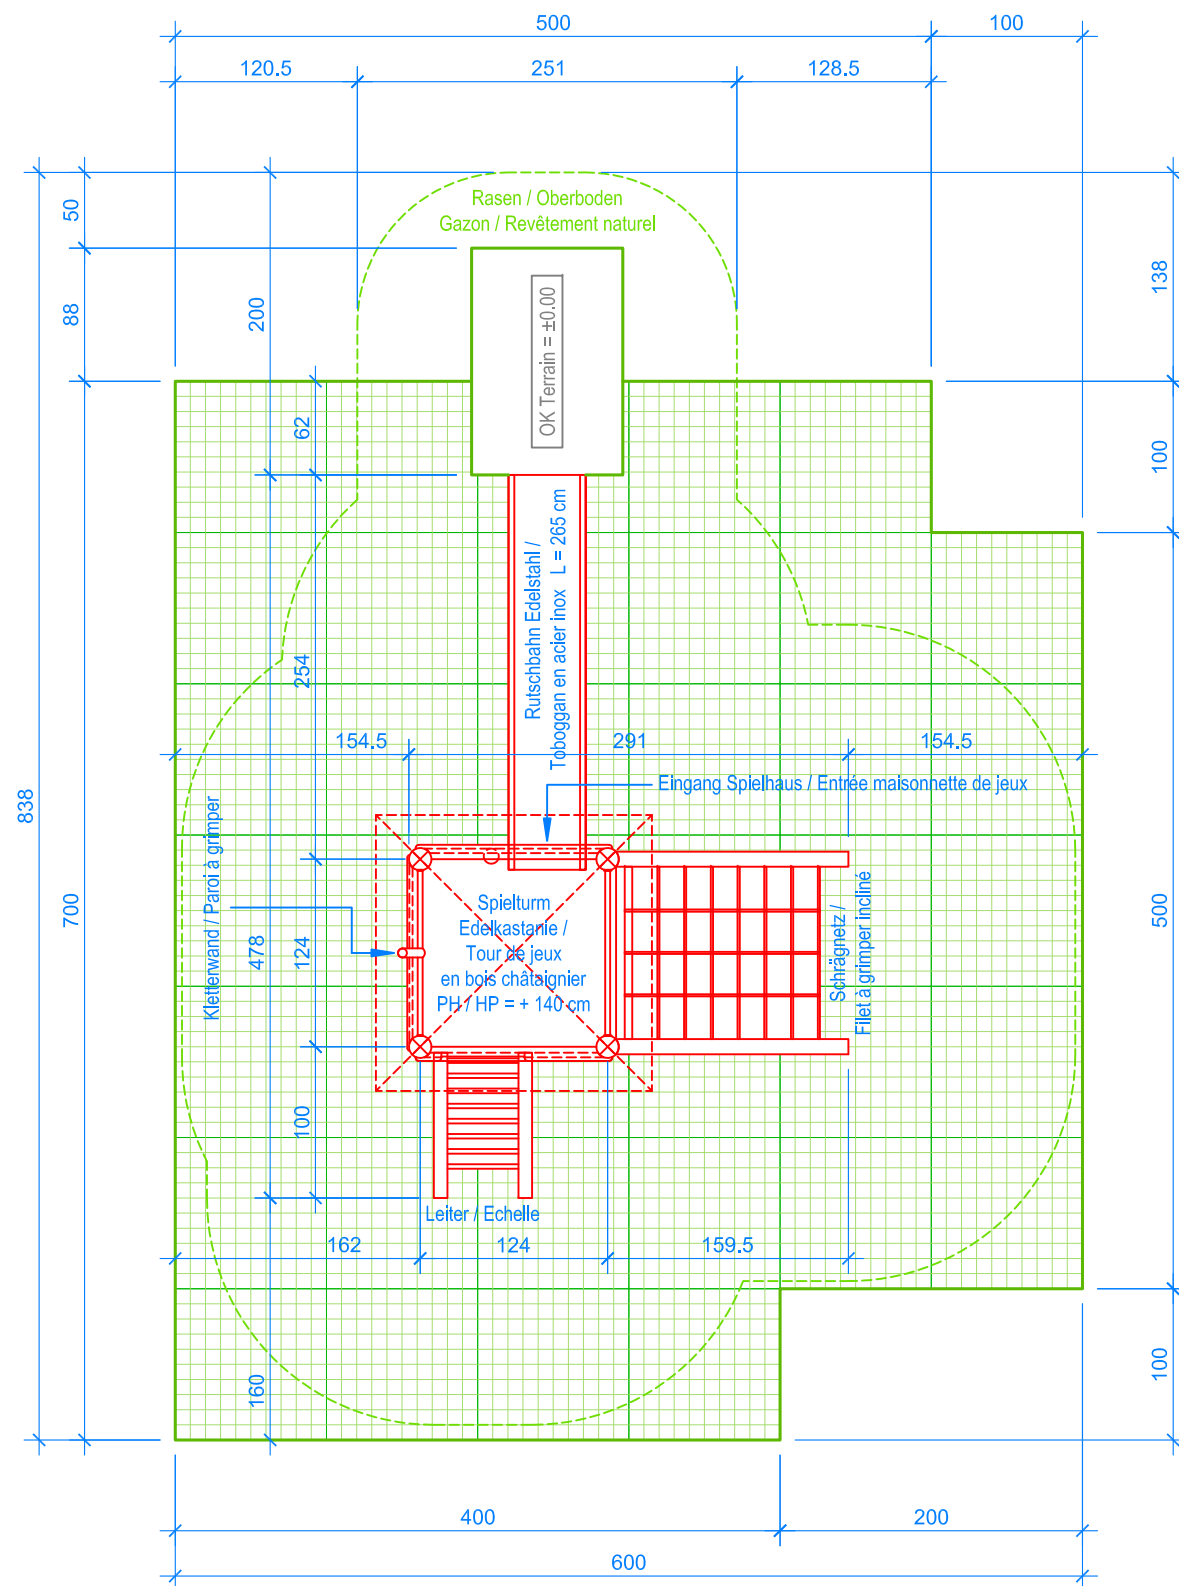 500
100
120.5
251
128.5
Rasen / Oberboden
Gazon / Revêtement naturel
50
88
200
138
OK Terrain = ±0.00
62
100
Rutschbahn Edelstahl /
Toboggan en acier inox L = 265 cm
254
154.5
291
154.5
Eingang Spielhaus / Entrée maisonnette de jeux
838
700
478
Kletterwand / Paroi à grimper
124
Spielturm
Edelkastanie /
Tour de jeux
en bois châtaignier
PH / HP = + 140 cm
Schrägnetz /
Filet à grimper incliné
500
100
Leiter / Echelle
162
124
159.5
160
100
400
200
600